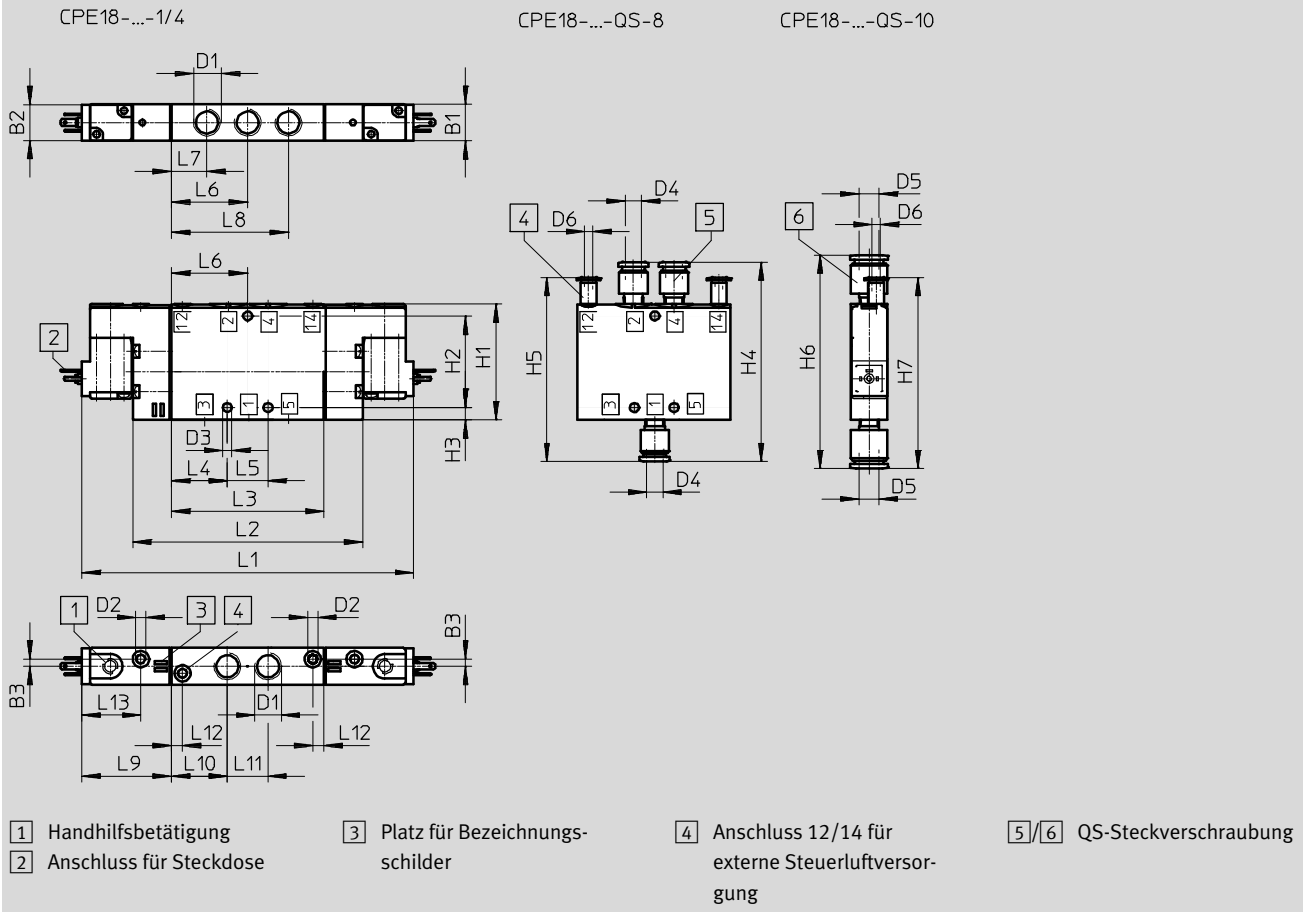 CPE18-...-1/4
CPE18-...-QS-8
CPE18-...-QS-10
D1
B2
B1
L7
L6
L8
L6
12
2
4
14
2
H2
H1
3
1
5
D3
H3
L4
L5
L3
L2
L1
1
D2
3
4
D2
B3
B3
L13
D1
L12
L12
L9
L10
L11
4
D6
D4
5
12
2
4
14
H5
H4
3
1
5
D4
D5
6
D6
H6
H7
D5
1 Handhilfsbetätigung
2 Anschluss für Steckdose
3 Platz für Bezeichnungs-
schilder
4 Anschluss 12/14 für
externe Steuerluftversor-
gung
5/6 QS-Steckverschraubung